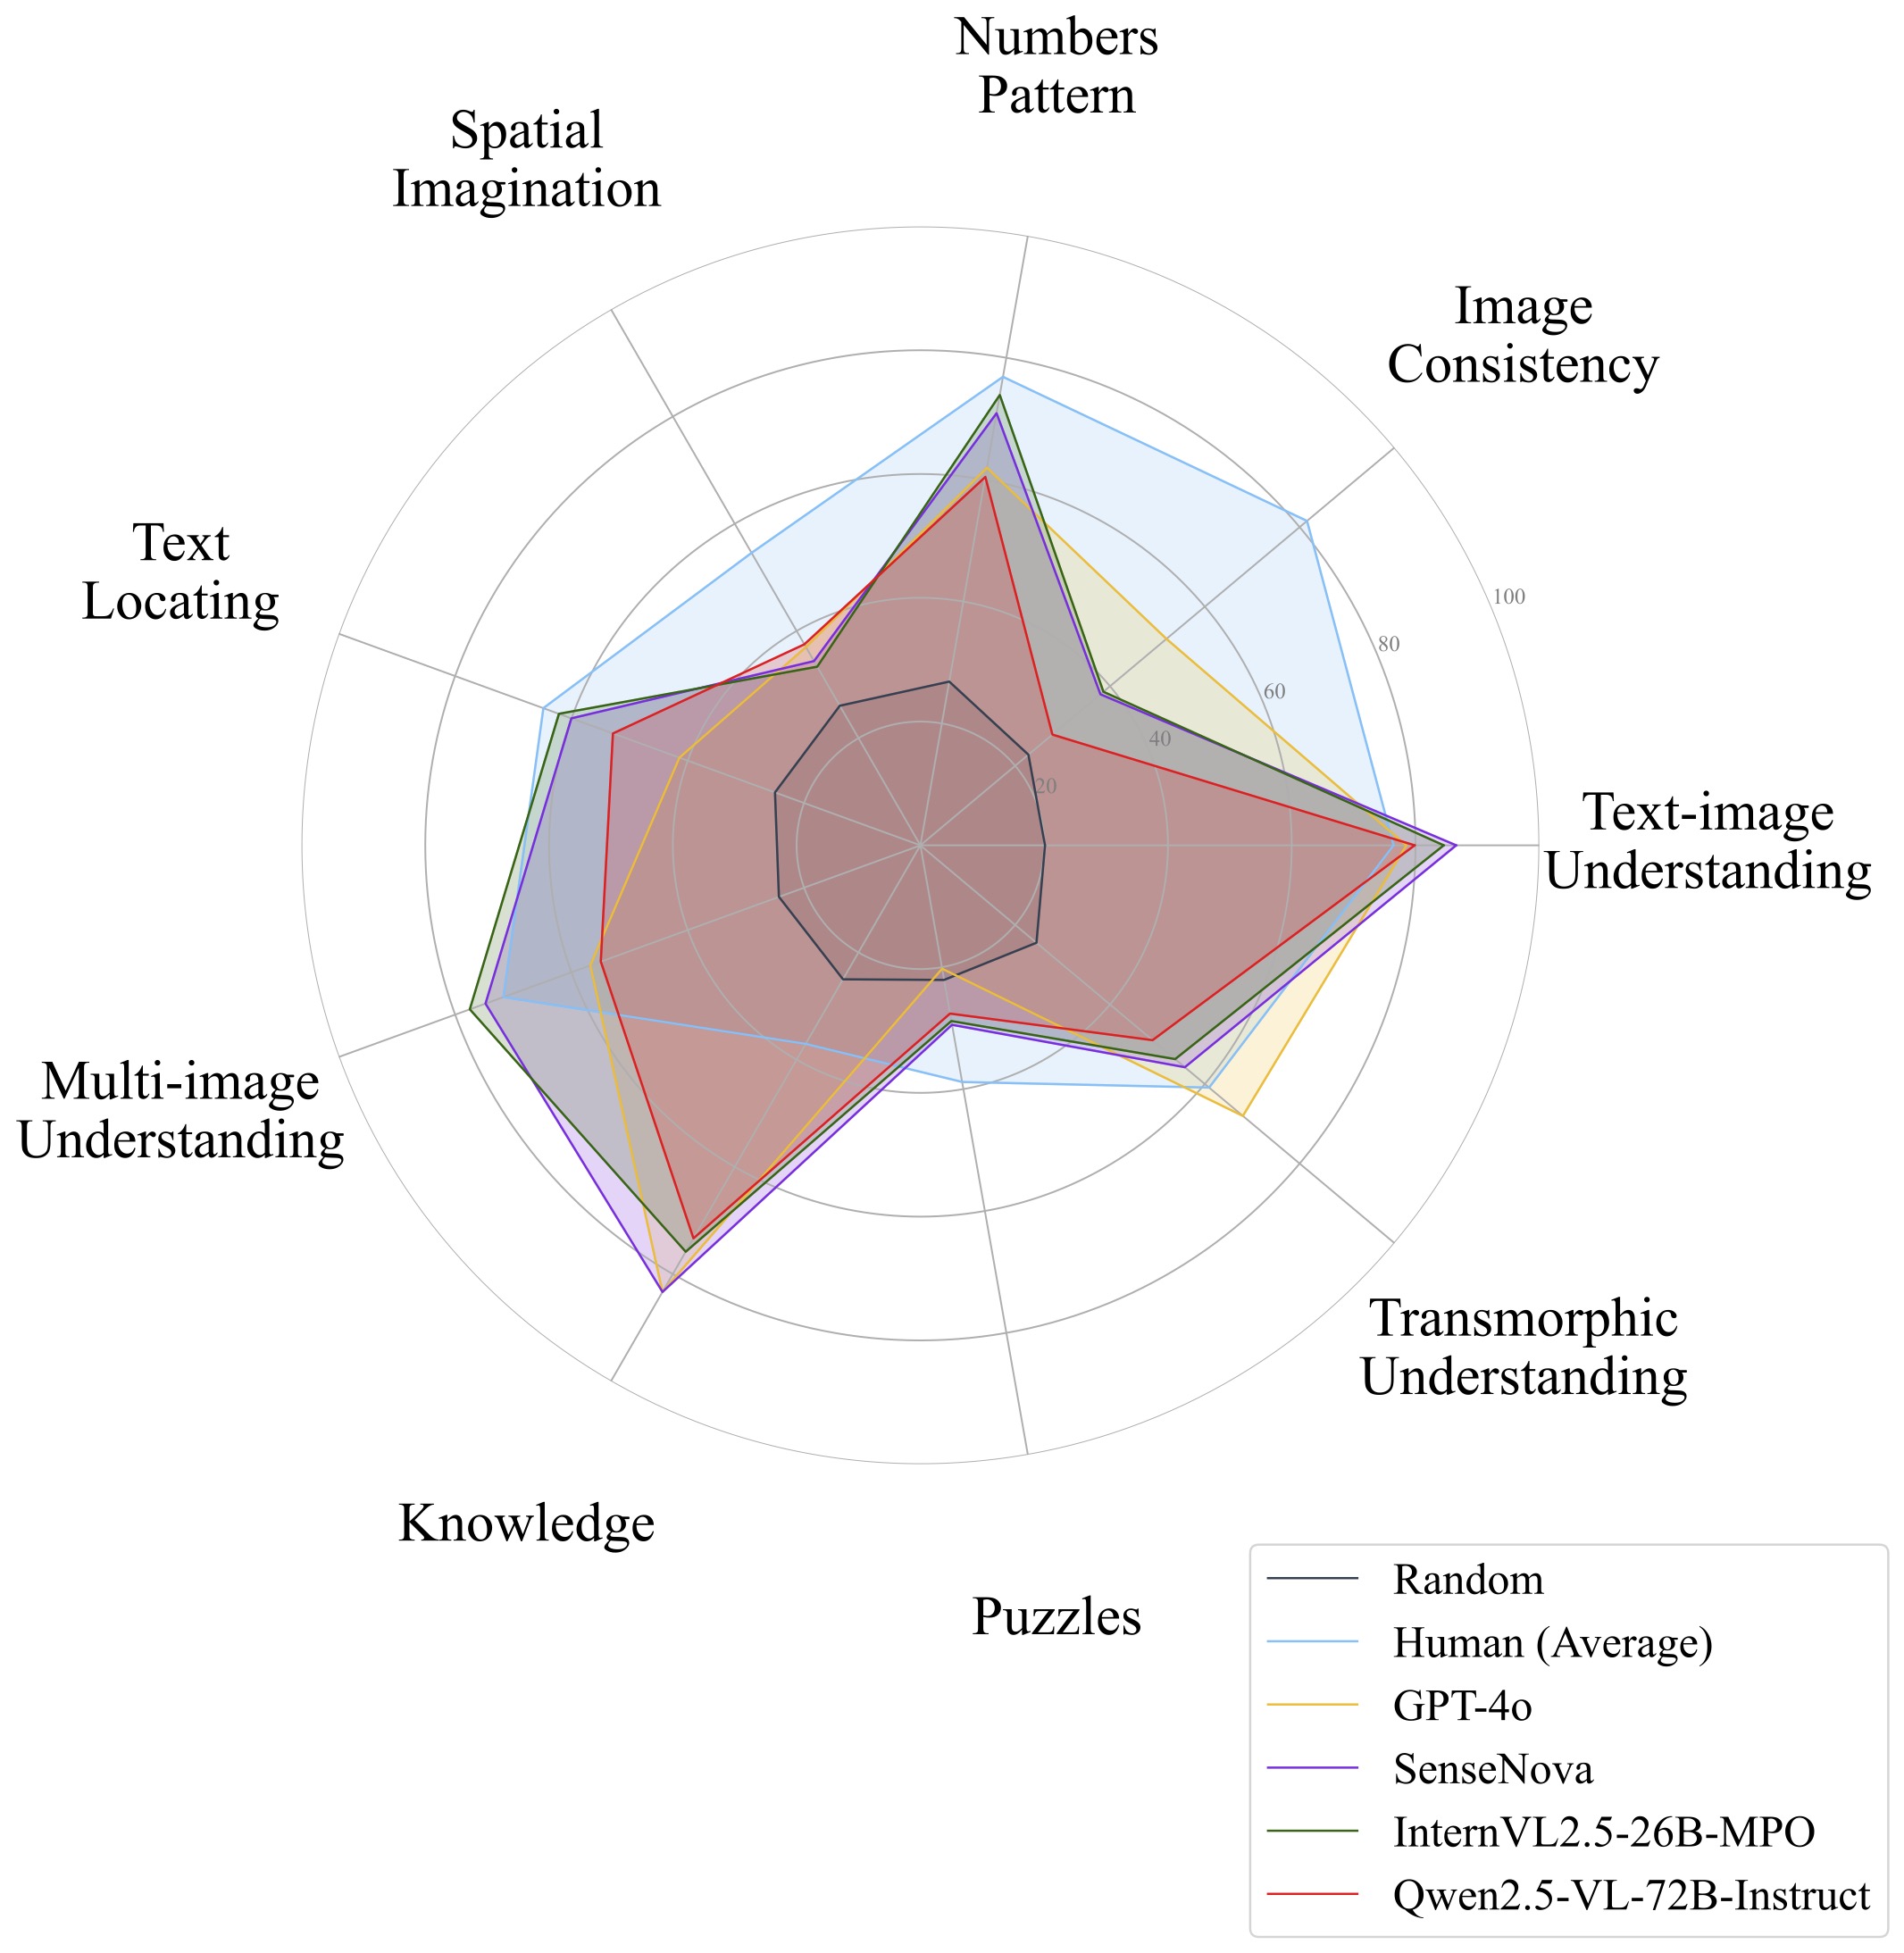 Numbers
Pattern
Spatial
Imagination
Image
Consistency
Text
Locating
100
80
60
40
20
Text-image
Understanding
Multi-image
Understanding
Transmorphic
Understanding
Knowledge
Puzzles
Random
Human (Average)
GPT-4o
SenseNova
InternVL2.5-26B-MPO
Qwen2.5-VL-72B-Instruct